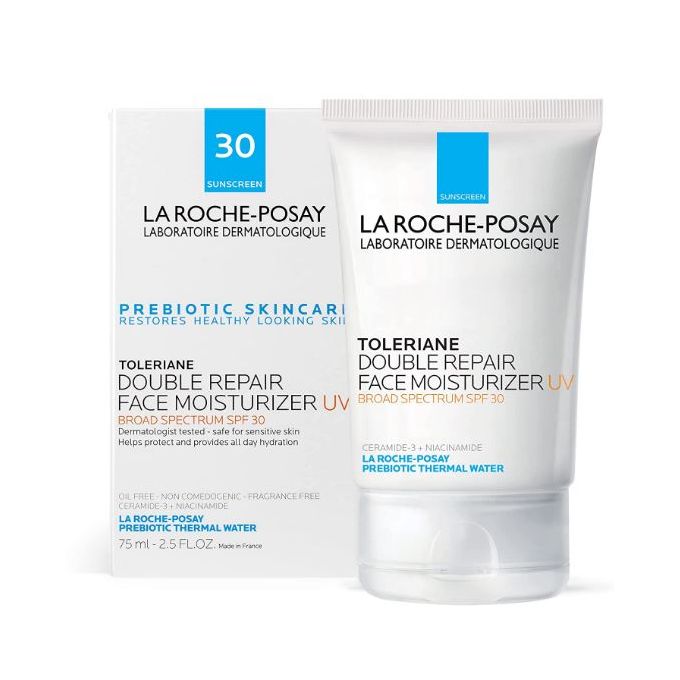 30
SUNSCREEN
LA ROCHE-POSAY
LABORATOIRE DERMATOLOGIQUE
PREBIOTIC SKINCAR
RESTORES HEALTHY LOOKING SKI
TOLERIANE
DOUBLE REPAIR
FACE MOISTURIZER UV
BROAD SPECTRUM SPF 30
Dermatologist tested - safe for sensitive skin
Helps protect and provides all day hydration
OIL FREE - NON COMEDOGENIC - FRAGRANCE FREE
CERAMIDE-3 + NIACINAMIDE
LA ROCHE-POSAY
PREBIOTIC THERMAL WATER
75 ml - 2.5 FL.OZ. Made in France
SUNSCREEN
LA ROCHE-POSAY
LABORATOIRE DERMATOLOGIQUE
TOLERIANE
DOUBLE REPAIR
FACE MOISTURIZER UV
BROAD SPECTRUM SPF 30
CERAMIDE-3 + NIACINAMIDE
LA ROCHE-POSAY
PREBIOTIC THERMAL WATER